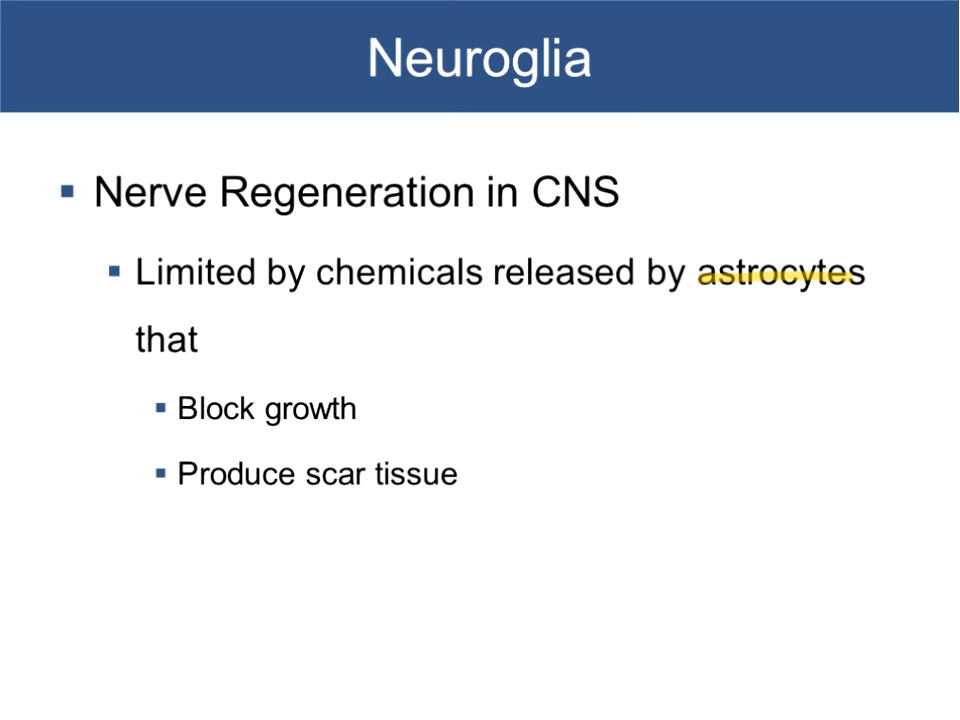 Neuroglia
Nerve Regeneration in CNS
Limited by chemicals released by astrocytes
that
Block growth
Produce scar tissue